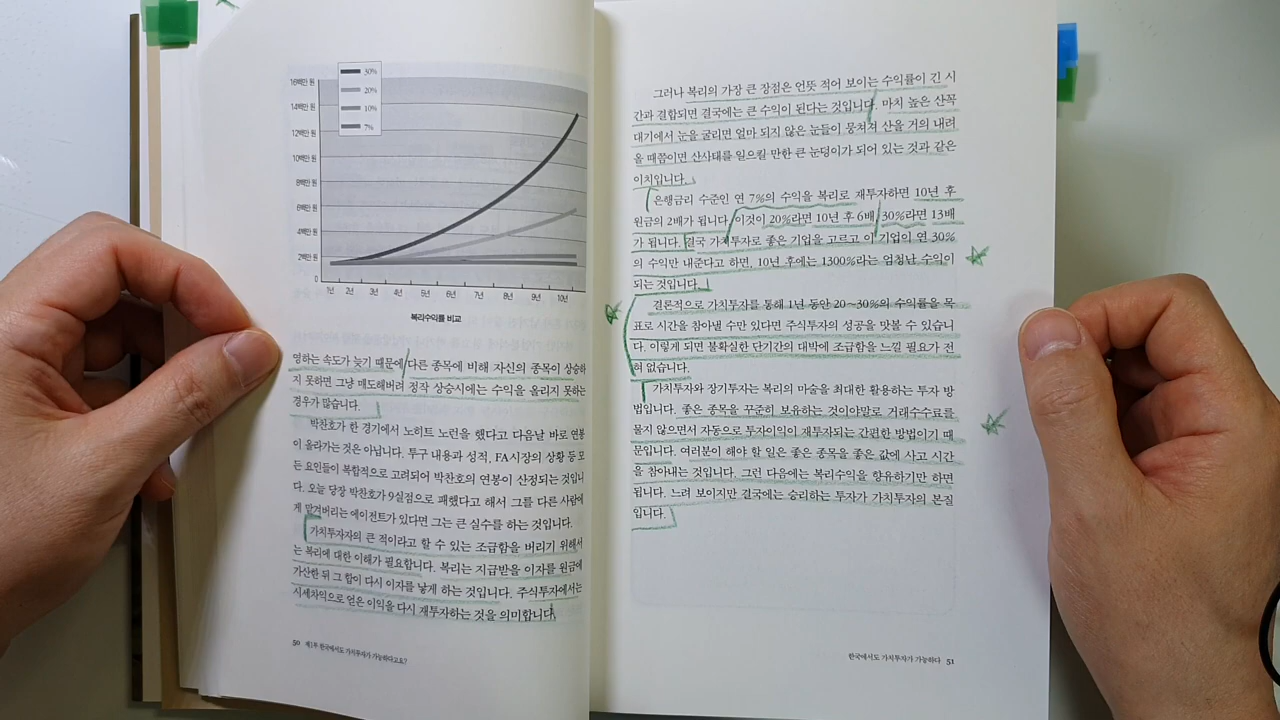 30%
20%
10%
7%
16백만 원
14백만 원
12백만 원
10백만 원
8백만 원
6백만 원
4백만 원
2백만 원
0
1년 2년 3년 4년 5년 6년 7년 8년 9년 10년
복리수익률 비교
명하는 속도가 늦기 때문에 다른 종목에 비해 자신의 종목이 상승하
지 못하면 그냥 매도해버려 정작 상승시에는 수익을 올리지 못하는
경우가 많습니다.
박찬호가 한 경기에서 노히트 노런을 했다고 다음날 바로 연봉
이 올라가는 것은 아닙니다. 투구 내용과 성적, FA시장의 상황 등 모
든 요인들이 복합적으로 고려되어 박찬호의 연봉이 산정되는 것입니
다. 오늘 당장 박찬호가 9실점으로 패했다고 해서 그를 다른 사람에
게 맡겨버리는 에이전트가 있다면 그는 큰 실수를 하는 것입니다.
가치투자자의 큰 적이라고 할 수 있는 조급함을 버리기 위해서
는 복리에 대한 이해가 필요합니다. 복리는 지급받을 이자를 원금에
가산한 뒤 그 합이 다시 이자를 낳게 하는 것입니다. 주식투자에서는
시세차익으로 얻은 이익을 다시 재투자하는 것을 의미합니다.
50 제1부 한국에서도 가치투자가 가능하다고요?
그러나 복리의 가장 큰 장점은 언뜻 적어 보이는 수익률이 긴 시
간과 결합되면 결국에는 큰 수익이 된다는 것입니다. 마치 높은 산꼭
대기에서 눈을 굴리면 얼마 되지 않은 눈들이 뭉쳐져 산을 거의 내려
올 때쯤이면 산사태를 일으킬 만한 큰 눈덩이가 되어 있는 것과 같은
이치입니다.
은행금리 수준인 연 7%의 수익을 복리로 재투자하면 10년 후
원금의 2배가 됩니다. 이것이 20%라면 10년 후 6배, 30%라면 13배
가 됩니다. 결국 가치투자로 좋은 기업을 고르고 이 기업이 연 30%
의 수익만 내준다고 하면, 10년 후에는 1300%라는 엄청난 수익이
되는 것입니다.
결론적으로 가치투자를 통해 1년 동안 20~30%의 수익률을 목
표로 시간을 참아낼 수만 있다면 주식투자의 성공을 맛볼 수 있습니
다. 이렇게 되면 불확실한 단기간의 대박에 조급함을 느낄 필요가 전
혀 없습니다.
가치투자와 장기투자는 복리의 마술을 최대한 활용하는 투자 방
법입니다. 좋은 종목을 꾸준히 보유하는 것이야말로 거래수수료를
물지 않으면서 자동으로 투자이익이 재투자되는 간편한 방법이기 때
문입니다. 여러분이 해야 할 일은 좋은 종목을 좋은 값에 사고 시간
을 참아내는 것입니다. 그런 다음에는 복리수익을 향유하기만 하면
됩니다. 느려 보이지만 결국에는 승리하는 투자가 가치투자의 본질
입니다.
한국에서도 가치투자가 가능하다 51